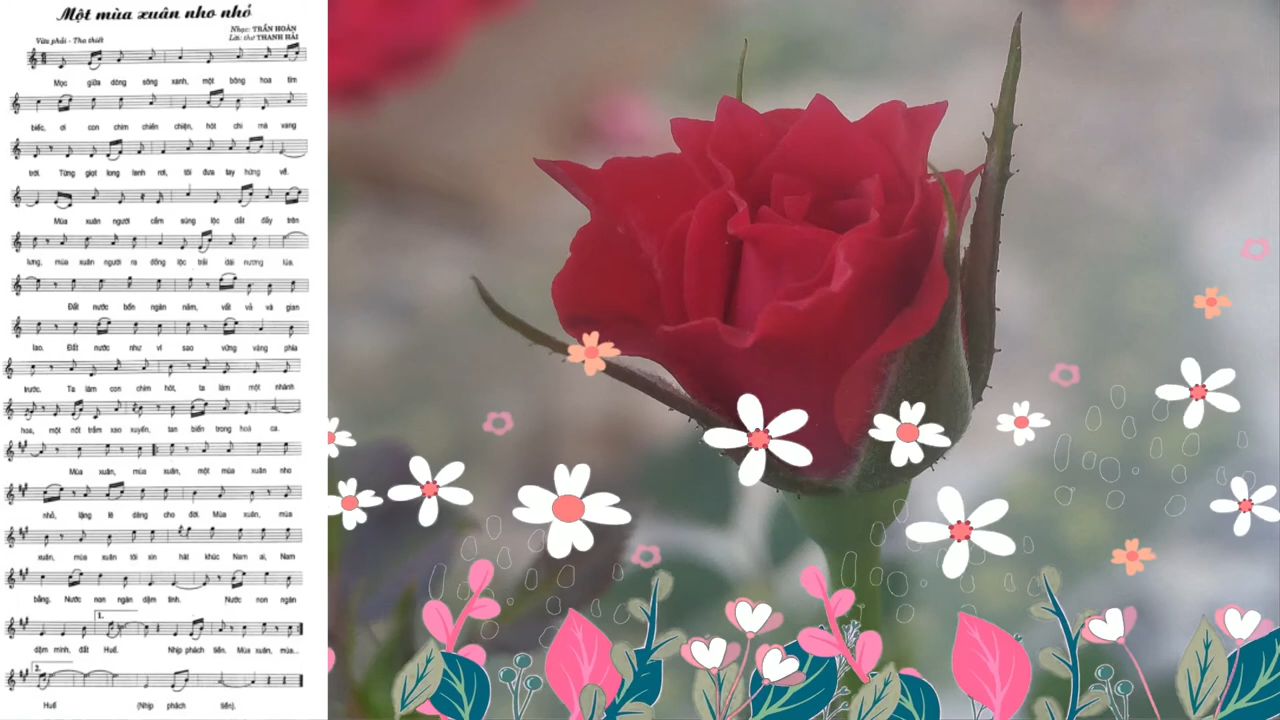 Một mùa xuân nho nhỏ
Nhạc: TRẦN HOÀN
Vừa phải - Tha thiết
Lời: thơ THANH HẢI
Mọc giữa dòng sông xanh, một bông hoa tím
biếc, ơi con chim chiền chiện, hót chi mà vang
trời. Từng giọt long lanh rơi, tôi đưa tay hứng về.
Mùa xuân người cầm súng lộc dắt đầy trên
lưng, mùa xuân người ra đồng lộc trải dài nương lúa.
Đất nước bốn ngàn năm, vất vả và gian
lao. Đất nước như vì sao vững vàng phía
trước. Ta làm con chim hót, ta làm một nhành
hoa, một nốt trầm xao xuyến, tan biến trong hoà ca.
Mùa xuân, mùa xuân, một mùa xuân nho
nhỏ, lặng lẽ dâng cho đời. Mùa xuân, mùa
xuân, mùa xuân tôi xin hát khúc Nam ai, Nam
bằng. Nước non ngàn dặm tình. Nước non ngàn
1.
dặm mình, đất Huế. Nhịp phách tiền. Mùa xuân, mùa...
2.
Huế (Nhịp phách tiền).